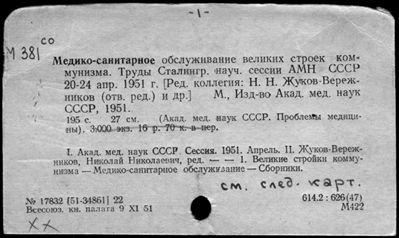 -1-
со
М 381
Медико-санитарное обслуживание великих строек ком-
мунизма. Труды Сталингр. науч. сессии АМН СССР
20-24 апр. 1951 г. [Ред. коллегия: Н. Н. Жуков-Вереж-
ников (отв. ред.) и др.] М., Изд-во Акад. мед. наук
СССР, 1951.
195 с. 27 см. (Акад. мед. наук СССР. Проблемы медици-
ны). 3.000 экз. 16 р. 70 к. в пер.
I. Акад. мед. наук СССР. Сессия. 1951. Апрель. II. Жуков-Вереж-
ников, Николай Николаевич, ред. — — 1. Великие стройки комму-
низма — Медико-санитарное обслуживание — Сборники.
см. след. карт.
№ 17832 [51-34861] 22
614.2 : 626(47)
Всесоюз. кн. палата 9 XI 51
М422
ХХ